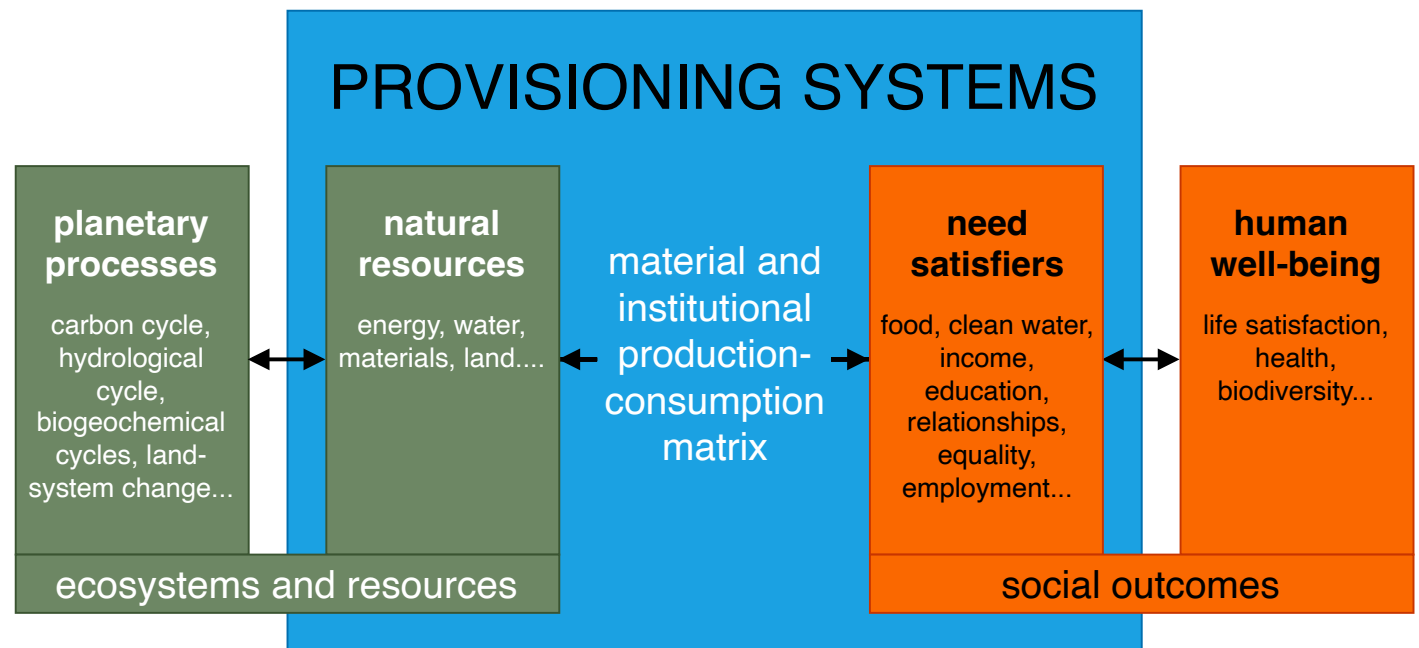 PROVISIONING SYSTEMS
planetary
processes
carbon cycle,
hydrological
cycle,
biogeochemical
cycles, land-
system change...
natural
resources
energy, water,
materials, land....
material and
institutional
production-
consumption
matrix
need
satisfiers
food, clean water,
income,
education,
relationships,
equality,
employment...
human
well-being
life satisfaction,
health,
biodiversity...
ecosystems and resources
social outcomes